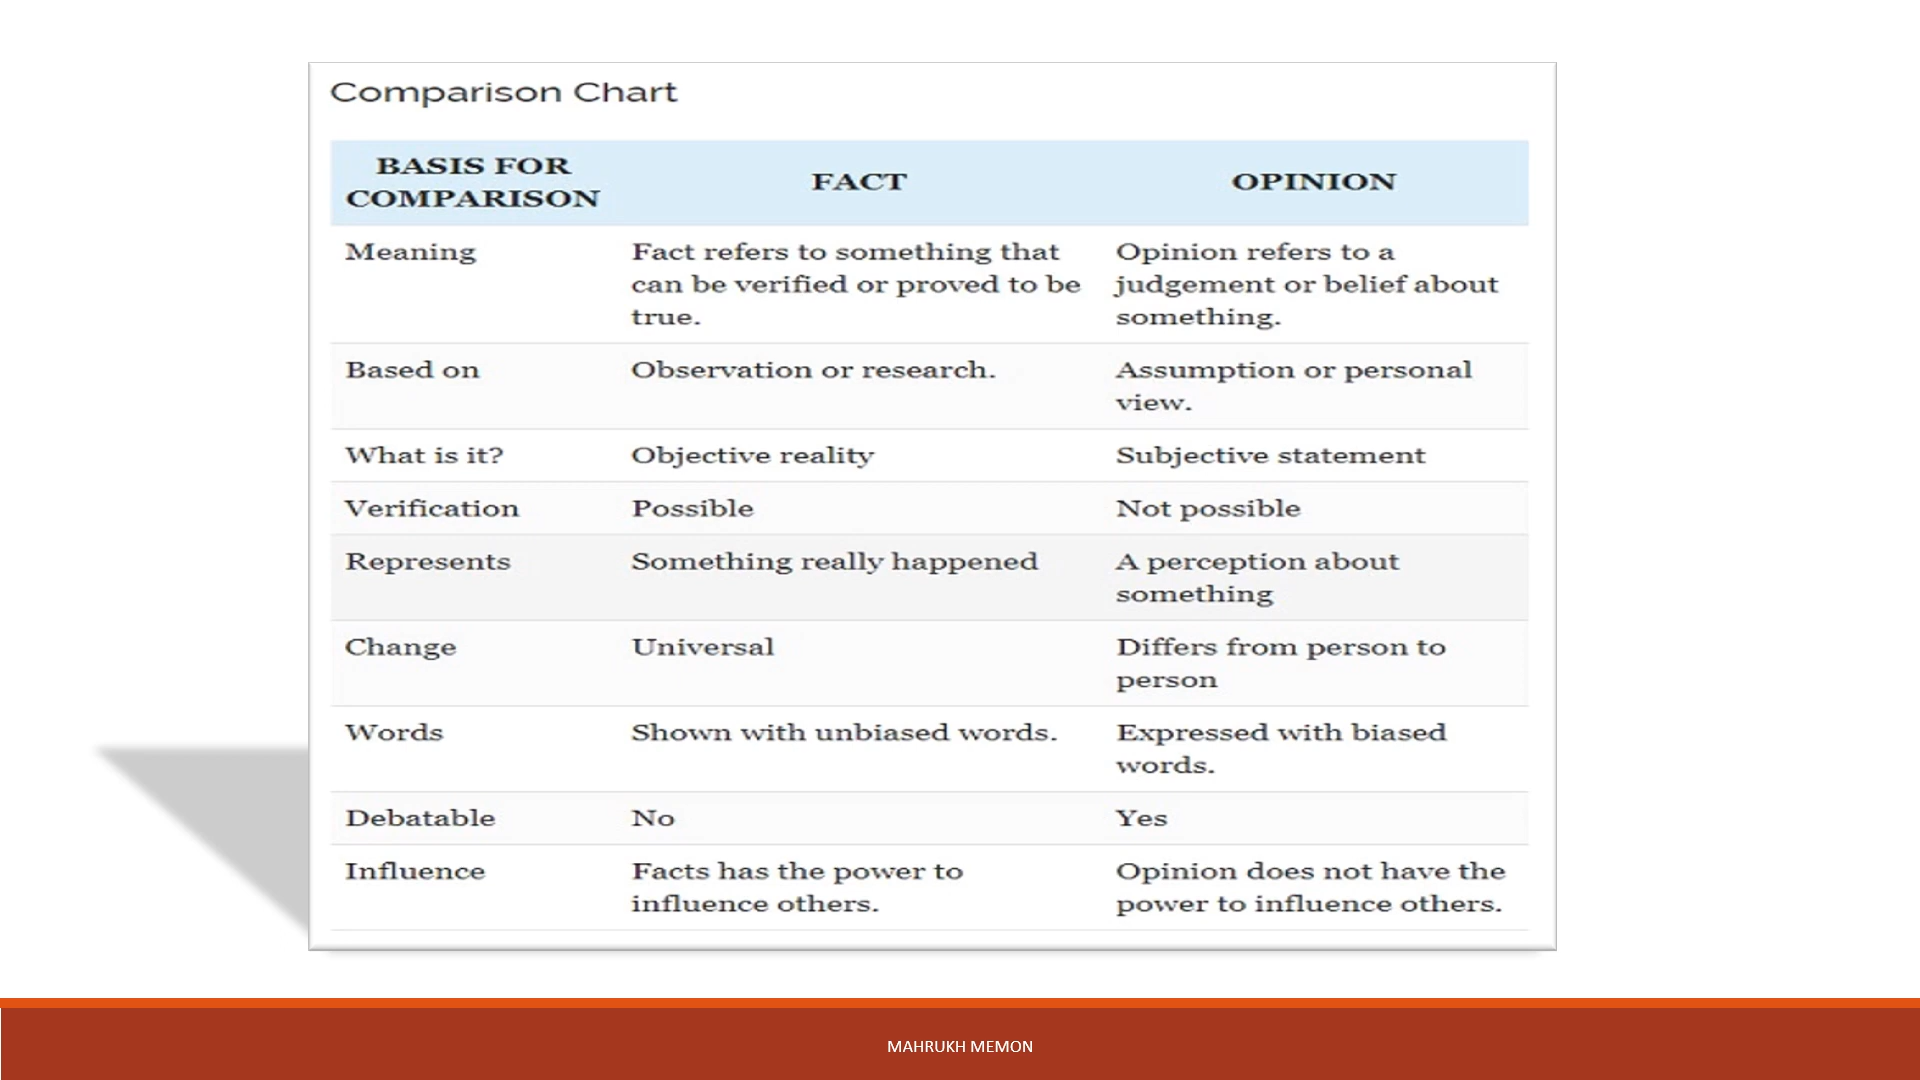 Comparison Chart
BASIS FOR
COMPARISON
FACT
OPINION
Meaning
Fact refers to something that
can be verified or proved to be
true.
Opinion refers to a
judgement or belief about
something.
Based on
Observation or research.
Assumption or personal
view.
What is it?
Objective reality
Subjective statement
Verification
Possible
Not possible
Represents
Something really happened
A perception about
something
Change
Universal
Differs from person to
person
Words
Shown with unbiased words.
Expressed with biased
words.
Debatable
No
Yes
Influence
Facts has the power to
influence others.
Opinion does not have the
power to influence others.
MAHRUKH MEMON